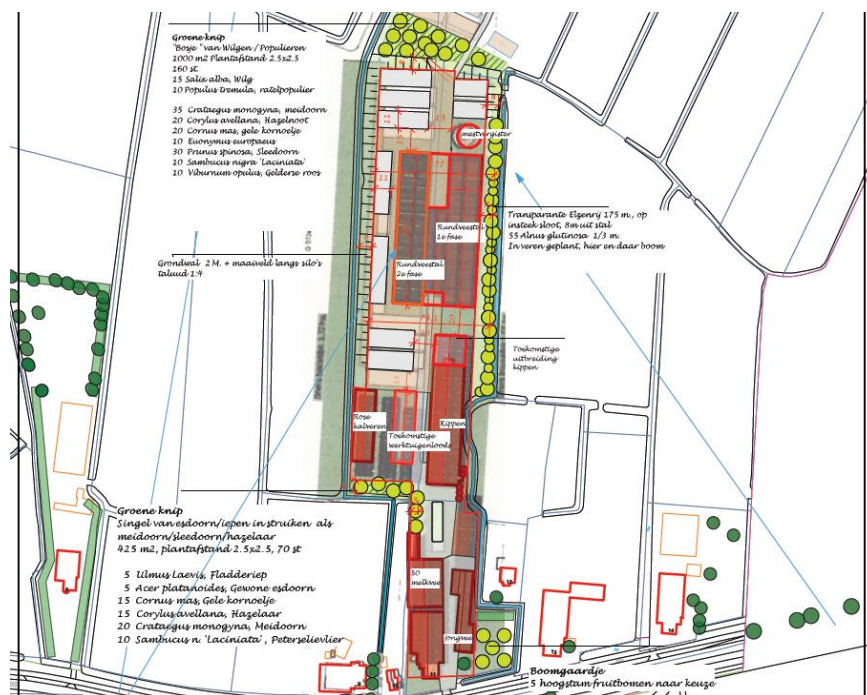 Groene knip
"Bosje" van Wilgen / Populieren
1000 m2 Plantafstand 2.5x2.5
160 st
15 Salix alba, Wilg
10 Populus tremula, ratelpopulier
35 Crataegus monogyna, meidoorn
20 Corylus avellana, Hazelnoot
20 Cornus mas, gele kornoelje
10 Euonymus europaeus
30 Prunus spinosa, Sleedoorn
10 Sambucus nigra 'Laciniata'
10 Viburnum opulus, Gelderse roos
mestvergister
Rundveestal
1e fase
Transparante Elzenrij 175 m., op
insteek sloot, 8m uit stal
55 Alnus glutinosa 1/3 m.
In veren geplant, hier en daar boom
Grondwal 2 M. + maaiveld langs silo's
talud 1:4
Rundveestal
2e fase
Toekomstige
uitbreiding
kippen
Rose
kalveren
Toekomstige
werktuigenloods
Kippen
Groene knip
Singel van esdoorn/iepen in struiken als
meidoorn/sleedoorn/hazelaar
425 m2, plantafstand 2.5x2.5, 70 st
5 Ulmus Laevis, Fladderiep
5 Acer platanoides, Gewone esdoorn
15 Cornus mas, Gele kornoelje
15 Corylus avellana, Hazelaar
20 Crataegus monogyna, Meidoorn
10 Sambucus n. 'Laciniata', Peterselievlier
50
melkvee
jongvee
Boomgaardje
5 hoogstam fruitbomen naar keuze